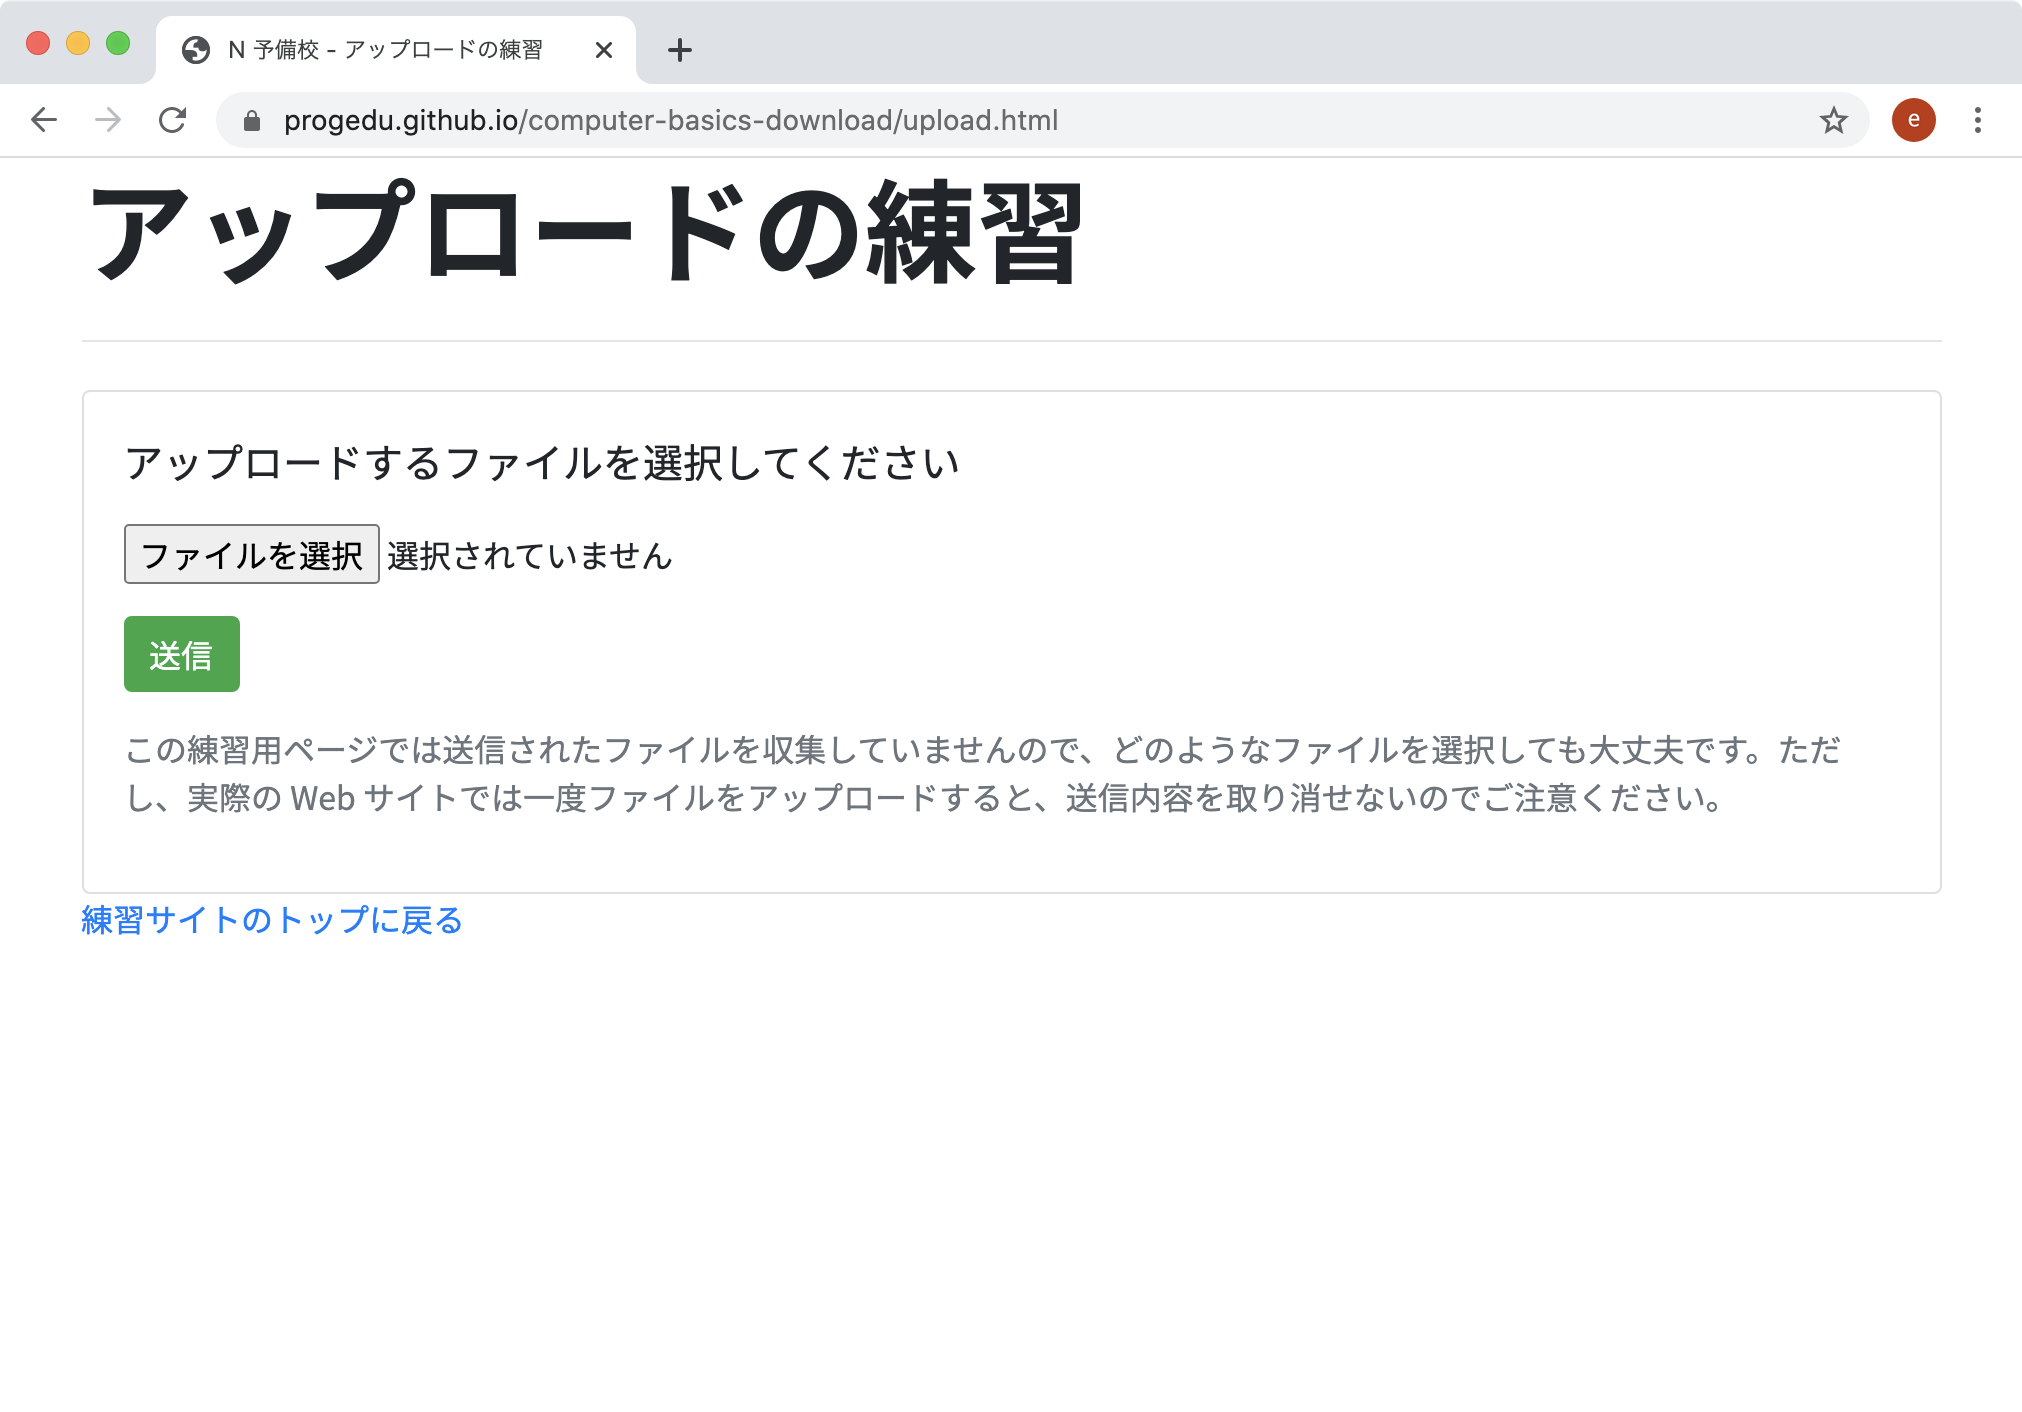 N 予備校 - アップロードの練習
progedu.github.io/computer-basics-download/upload.html
e
アップロードの練習
アップロードするファイルを選択してください
ファイルを選択 選択されていません
送信
この練習用ページでは送信されたファイルを収集していませんので、どのようなファイルを選択しても大丈夫です。ただ
し、実際の Web サイトでは一度ファイルをアップロードすると、送信内容を取り消せないのでご注意ください。
練習サイトのトップに戻る